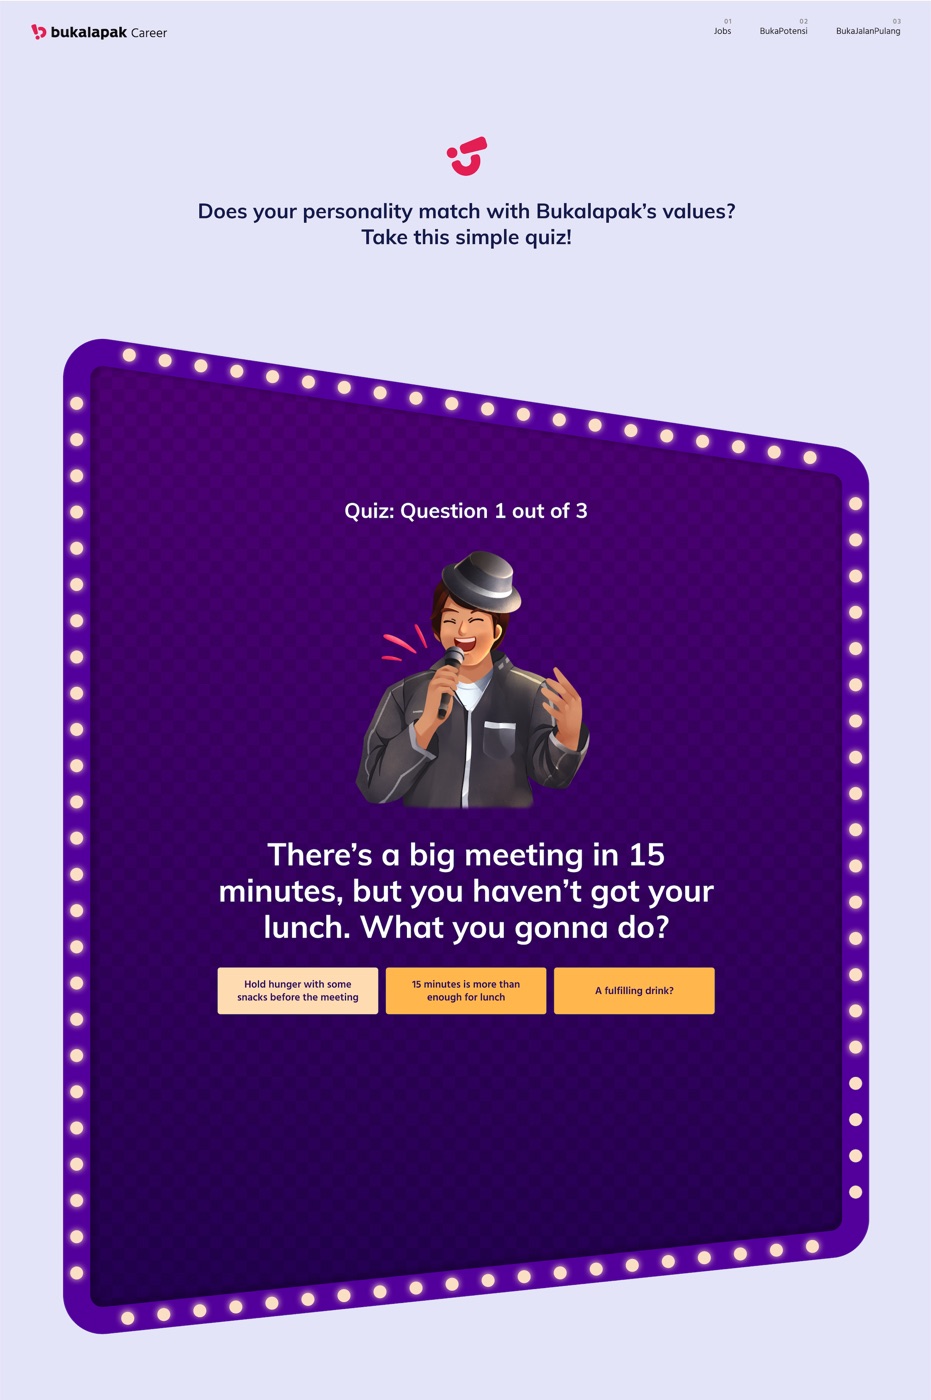 bukalapak Career
01
Jobs
02
BukaPotensi
03
BukaJalanPulang
Does your personality match with Bukalapak’s values?
Take this simple quiz!
Quiz: Question 1 out of 3
There’s a big meeting in 15
minutes, but you haven’t got your
lunch. What you gonna do?
Hold hunger with some
snacks before the meeting
15 minutes is more than
enough for lunch
A fulfilling drink?